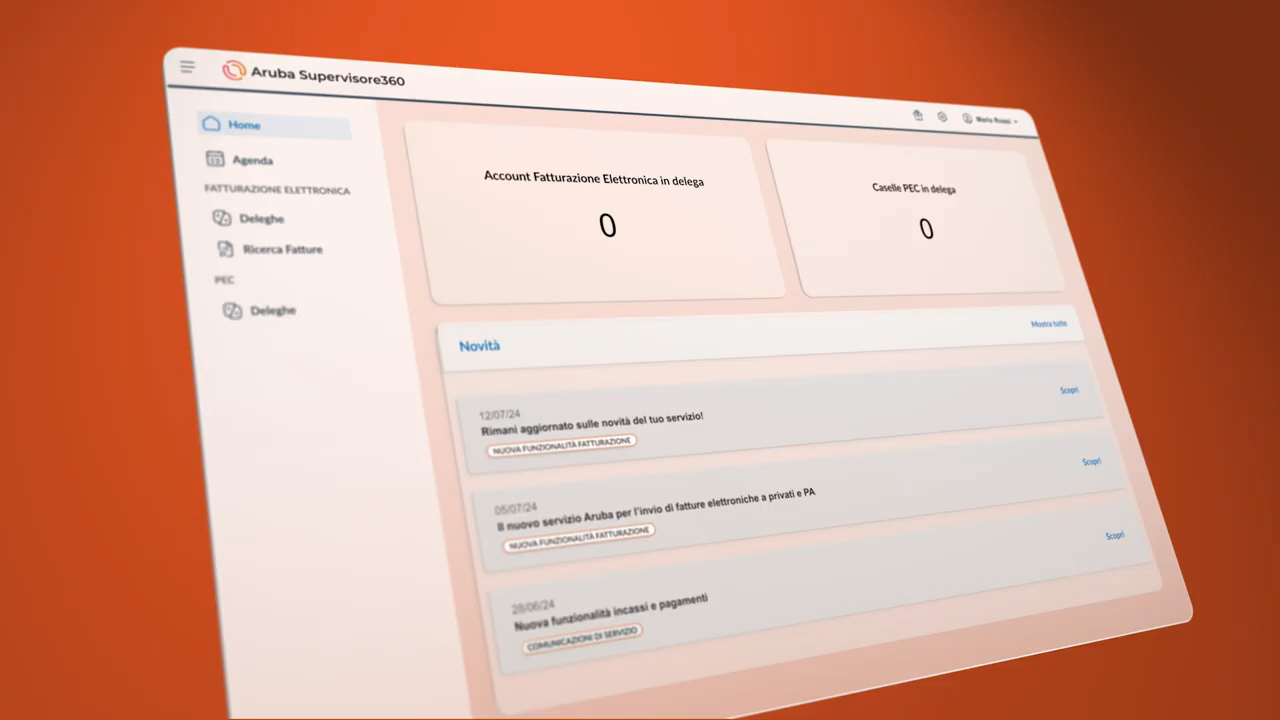 Aruba Supervisore360
Mario Rossi
Home
Agenda
FATTURAZIONE ELETTRONICA
Deleghe
Ricerca Fatture
PEC
Deleghe
Account Fatturazione Elettronica in delega
0
Caselle PEC in delega
0
Novità
Mostra tutte
12/07/24
Rimani aggiornato sulle novità del tuo servizio!
NUOVA FUNZIONALITÀ FATTURAZIONE
Scopri
05/07/24
Il nuovo servizio Aruba per l'invio di fatture elettroniche a privati e PA
NUOVA FUNZIONALITÀ FATTURAZIONE
Scopri
28/06/24
Nuova funzionalità incassi e pagamenti
COMUNICAZIONI DI SERVIZIO
Scopri